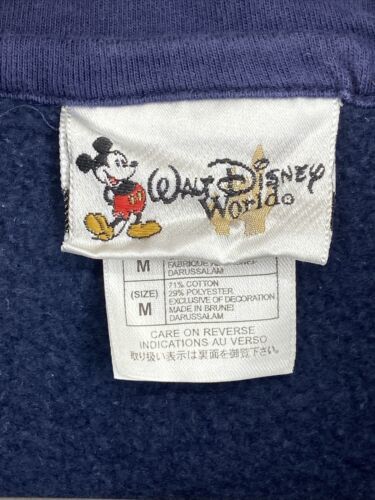 WALT DISNEY
World®
M
DARUSSALAM
(SIZE)
M
71% COTTON
29% POLYESTER
EXCLUSIVE OF DECORATION
MADE IN BRUNEI
DARUSSALAM
CARE ON REVERSE
INDICATIONS AU VERSO
取り扱い表示は裏面を御覧下さい